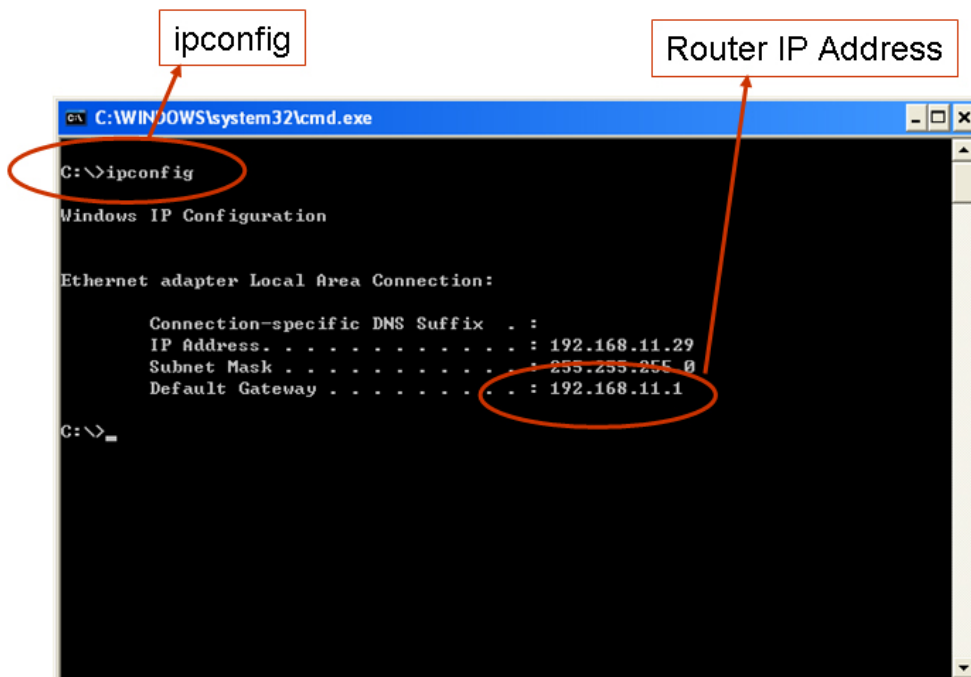 ipconfig
Router IP Address
C:\WINDOWS\system32\cmd.exe
C:\>ipconfig
Windows IP Configuration
Ethernet adapter Local Area Connection:
Connection-specific DNS Suffix . :
IP Address. . . . . . . . . . . . : 192.168.11.29
Subnet Mask . . . . . . . . . . . : 255.255.255.0
Default Gateway . . . . . . . . . : 192.168.11.1
C:\>_